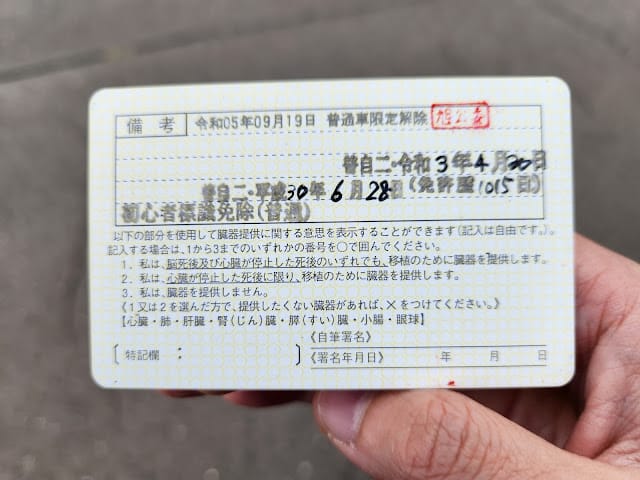 備考
令和05年09月19日 普通車限定解除
普自二・令和3年4月20日
普自二・平成30年6月28日(免許歴1015日)
初心者標識免除(普通)
以下の部分を使用して臓器提供に関する意思を表示することができます(記入は自由です。)。
記入する場合は、1から3までのいずれかの番号を〇で囲んでください。
1. 私は、脳死後及び心臓が停止した死後のいずれでも、移植のために臓器を提供します。
2. 私は、心臓が停止した死後に限り、移植のために臓器を提供します。
3. 私は、臓器を提供しません。
《1又は2を選んだ方で、提供したくない臓器があれば、×をつけてください。》
【心臓・肺・肝臓・腎(じん)臓・膵(すい)臓・小腸・眼球】
〔特記欄: 〕
《自筆署名》
《署名年月日》 年 月 日